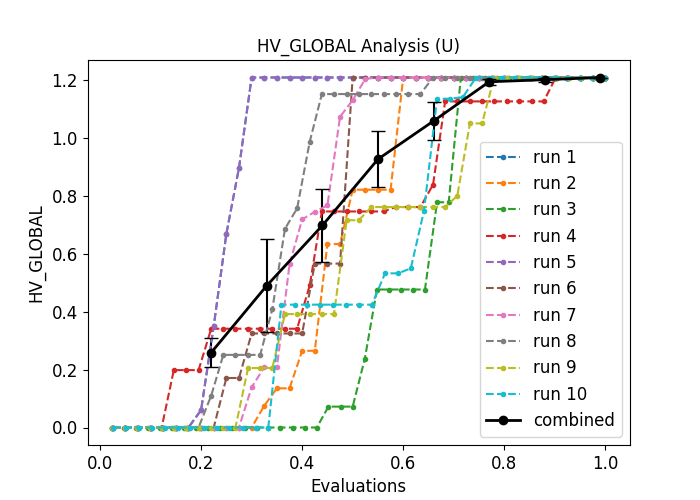 HV_GLOBAL Analysis (U)
HV_GLOBAL
1.2
1.0
0.8
0.6
0.4
0.2
0.0
0.0 0.2 0.4 0.6 0.8 1.0
Evaluations
run 1
run 2
run 3
run 4
run 5
run 6
run 7
run 8
run 9
run 10
combined